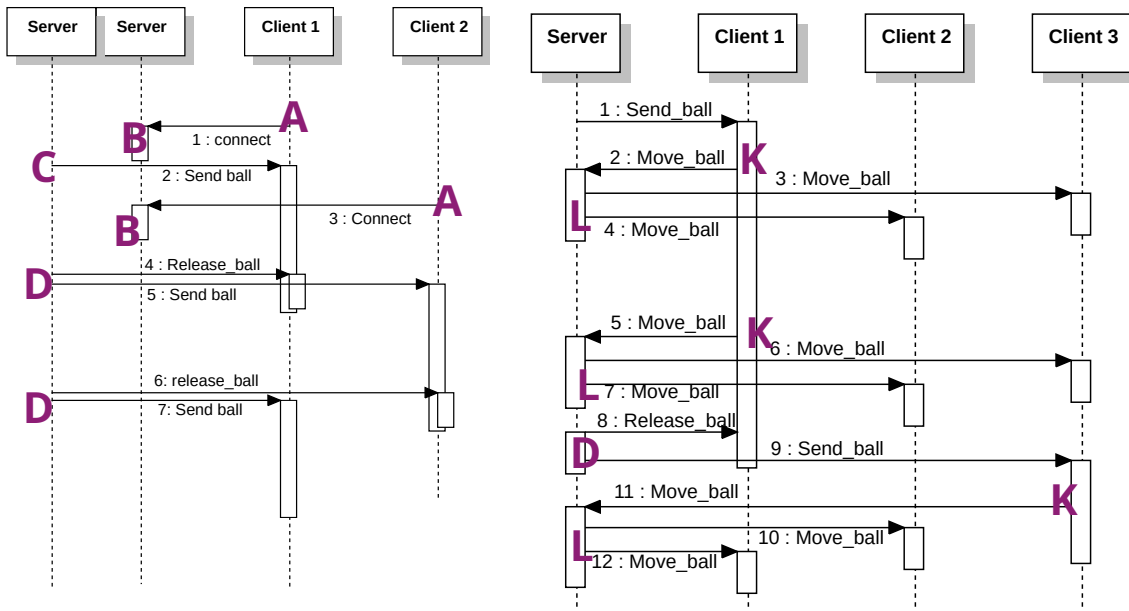 Server
Server
Client 1
Client 2
A
B
1 : connect
C
2 : Send ball
A
B
3 : Connect
4 : Release_ball
D
5 : Send ball
6: release_ball
D
7: Send ball
Server
Client 1
Client 2
Client 3
1 : Send_ball
2 : Move_ball
K
3 : Move_ball
L
4 : Move_ball
5 : Move_ball
K
6 : Move_ball
L
7 : Move_ball
8 : Release_ball
D
9 : Send_ball
11 : Move_ball
K
L
10 : Move_ball
12 : Move_ball